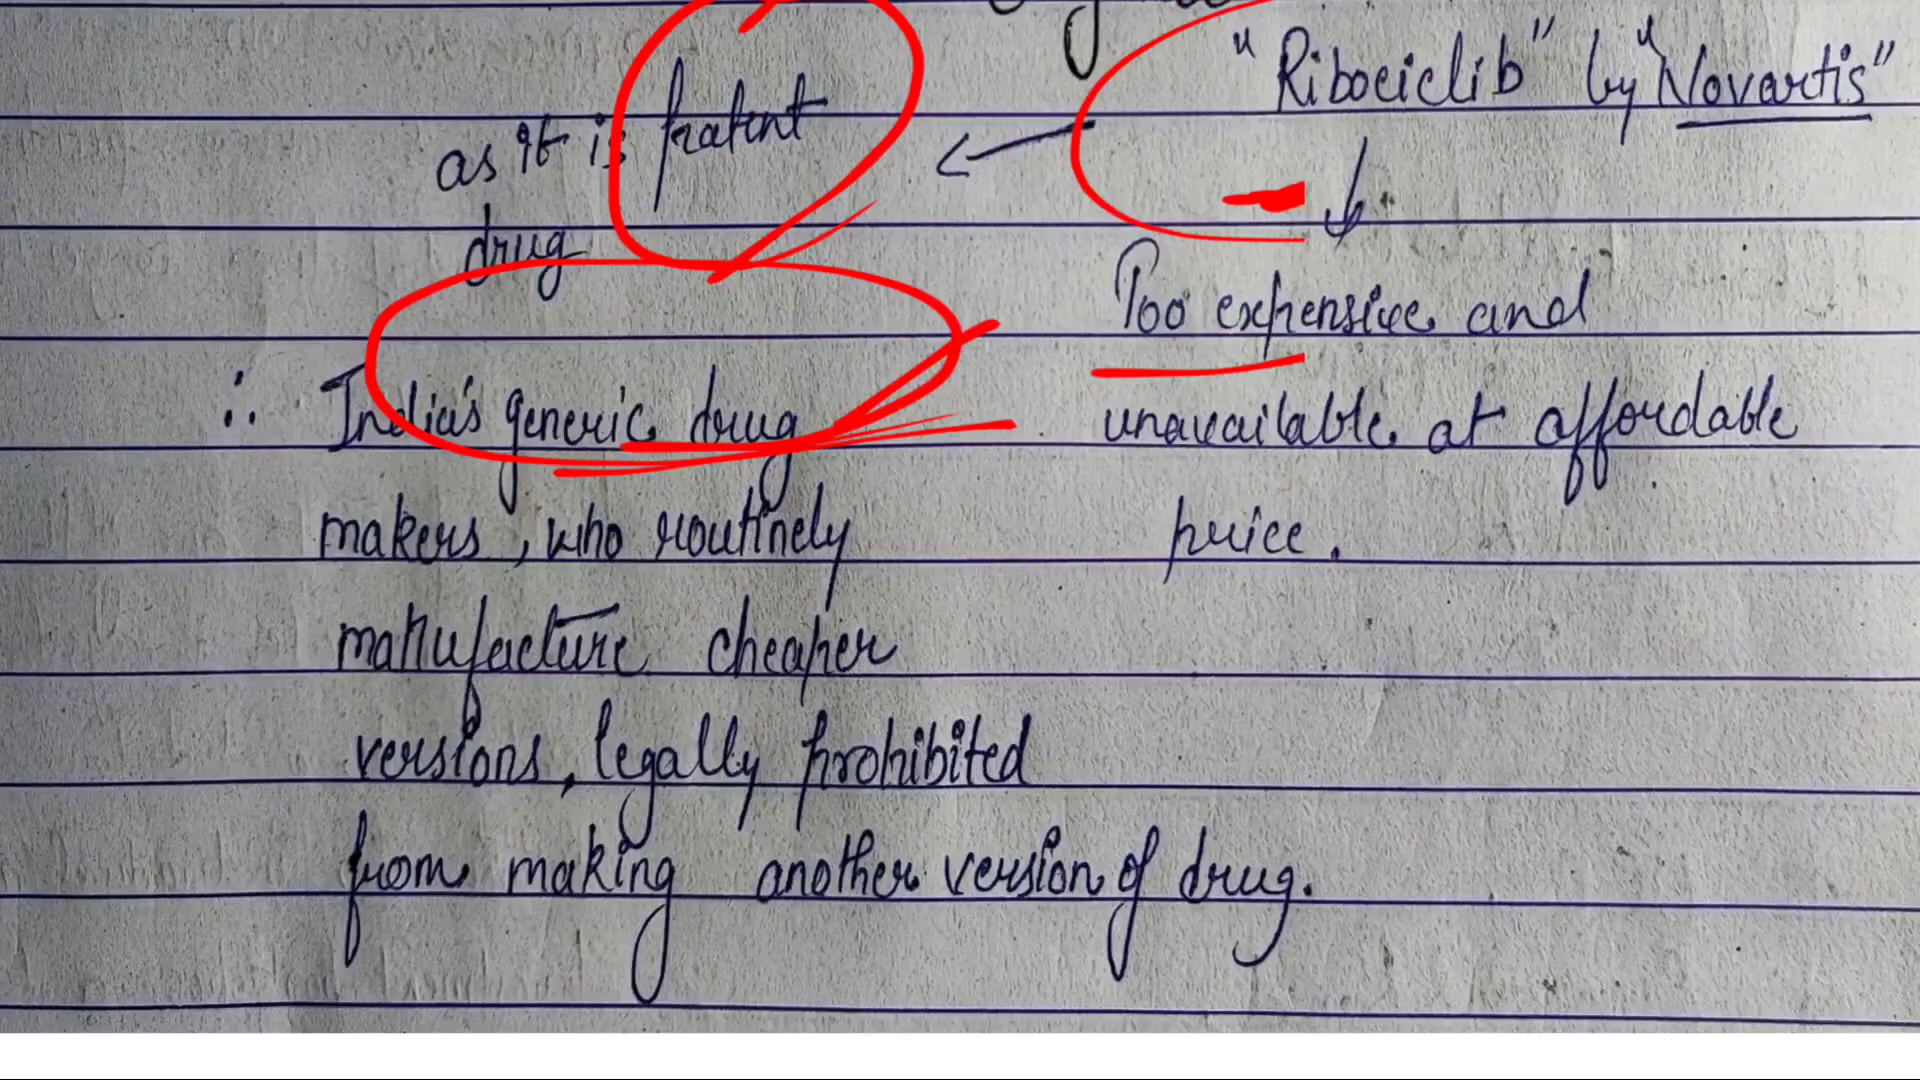 "Ribociclib" by "Novartis"
as it is patent
drug
Too expensive and
unavailable at affordable
price.
∴ India's generic drug
makers, who routinely
manufacture cheaper
versions, legally prohibited
from making another version of drug.